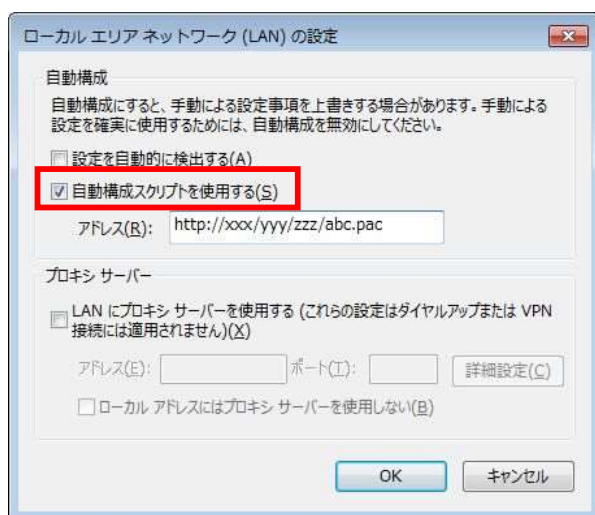 ローカル エリア ネットワーク (LAN) の設定
自動構成
自動構成にすると、手動による設定事項を上書きする場合があります。手動による
設定を確実に使用するためには、自動構成を無効にしてください。
設定を自動的に検出する(A)
自動構成スクリプトを使用する(S)
アドレス(R): http://xxx/yyy/zzz/abc.pac
プロキシ サーバー
LAN にプロキシ サーバーを使用する (これらの設定はダイヤルアップまたは VPN
接続には適用されません)(X)
アドレス(E): ポート(T): 詳細設定(C)
ローカル アドレスにはプロキシ サーバーを使用しない(B)
OK キャンセル